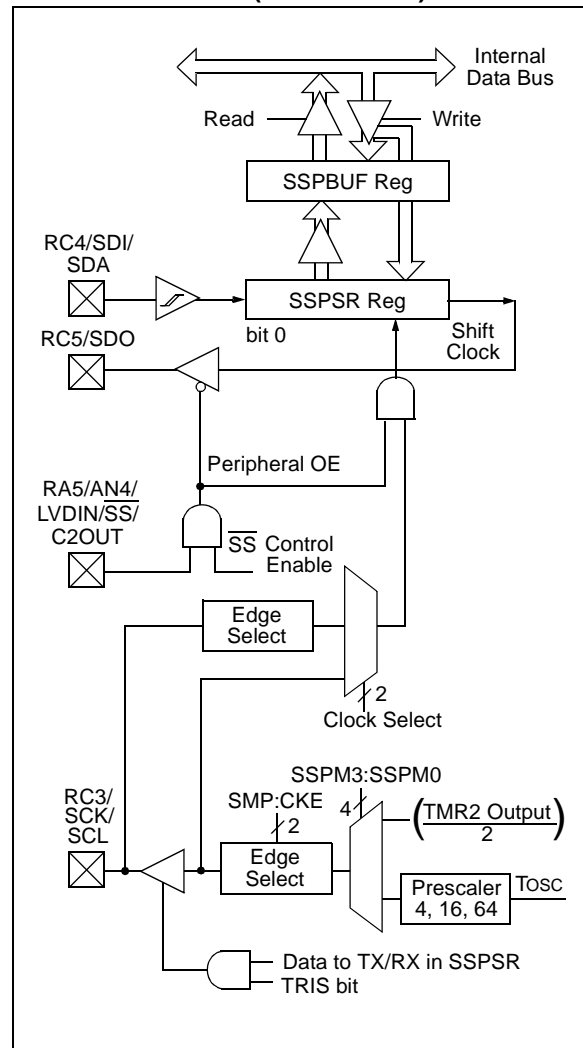 Internal
Data Bus
Read
Write
SSPBUF Reg
RC4/SDI/
SDA
SSPSR Reg
bit 0
Shift
Clock
RC5/SDO
Peripheral OE
RA5/AN4/
LVDIN/SS/
C2OUT
SS Control
Enable
Edge
Select
2
Clock Select
SSPM3:SSPM0
SMP:CKE
4
2
RC3/
SCK/
SCL
Edge
Select
(TMR2 Output)
2
Prescaler
4, 16, 64
TOSC
Data to TX/RX in SSPSR
TRIS bit